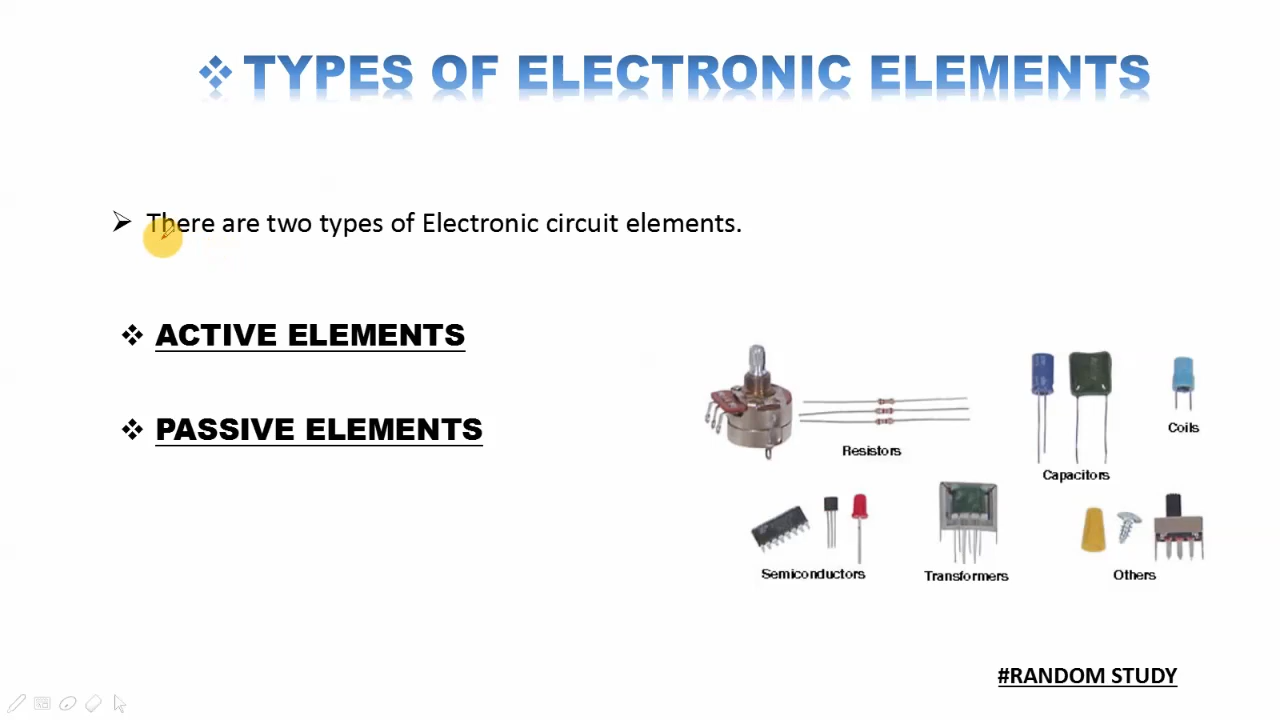 TYPES OF ELECTRONIC ELEMENTS
There are two types of Electronic circuit elements.
ACTIVE ELEMENTS
PASSIVE ELEMENTS
Resistors
Capacitors
Coils
Semiconductors
Transformers
Others
#RANDOM STUDY